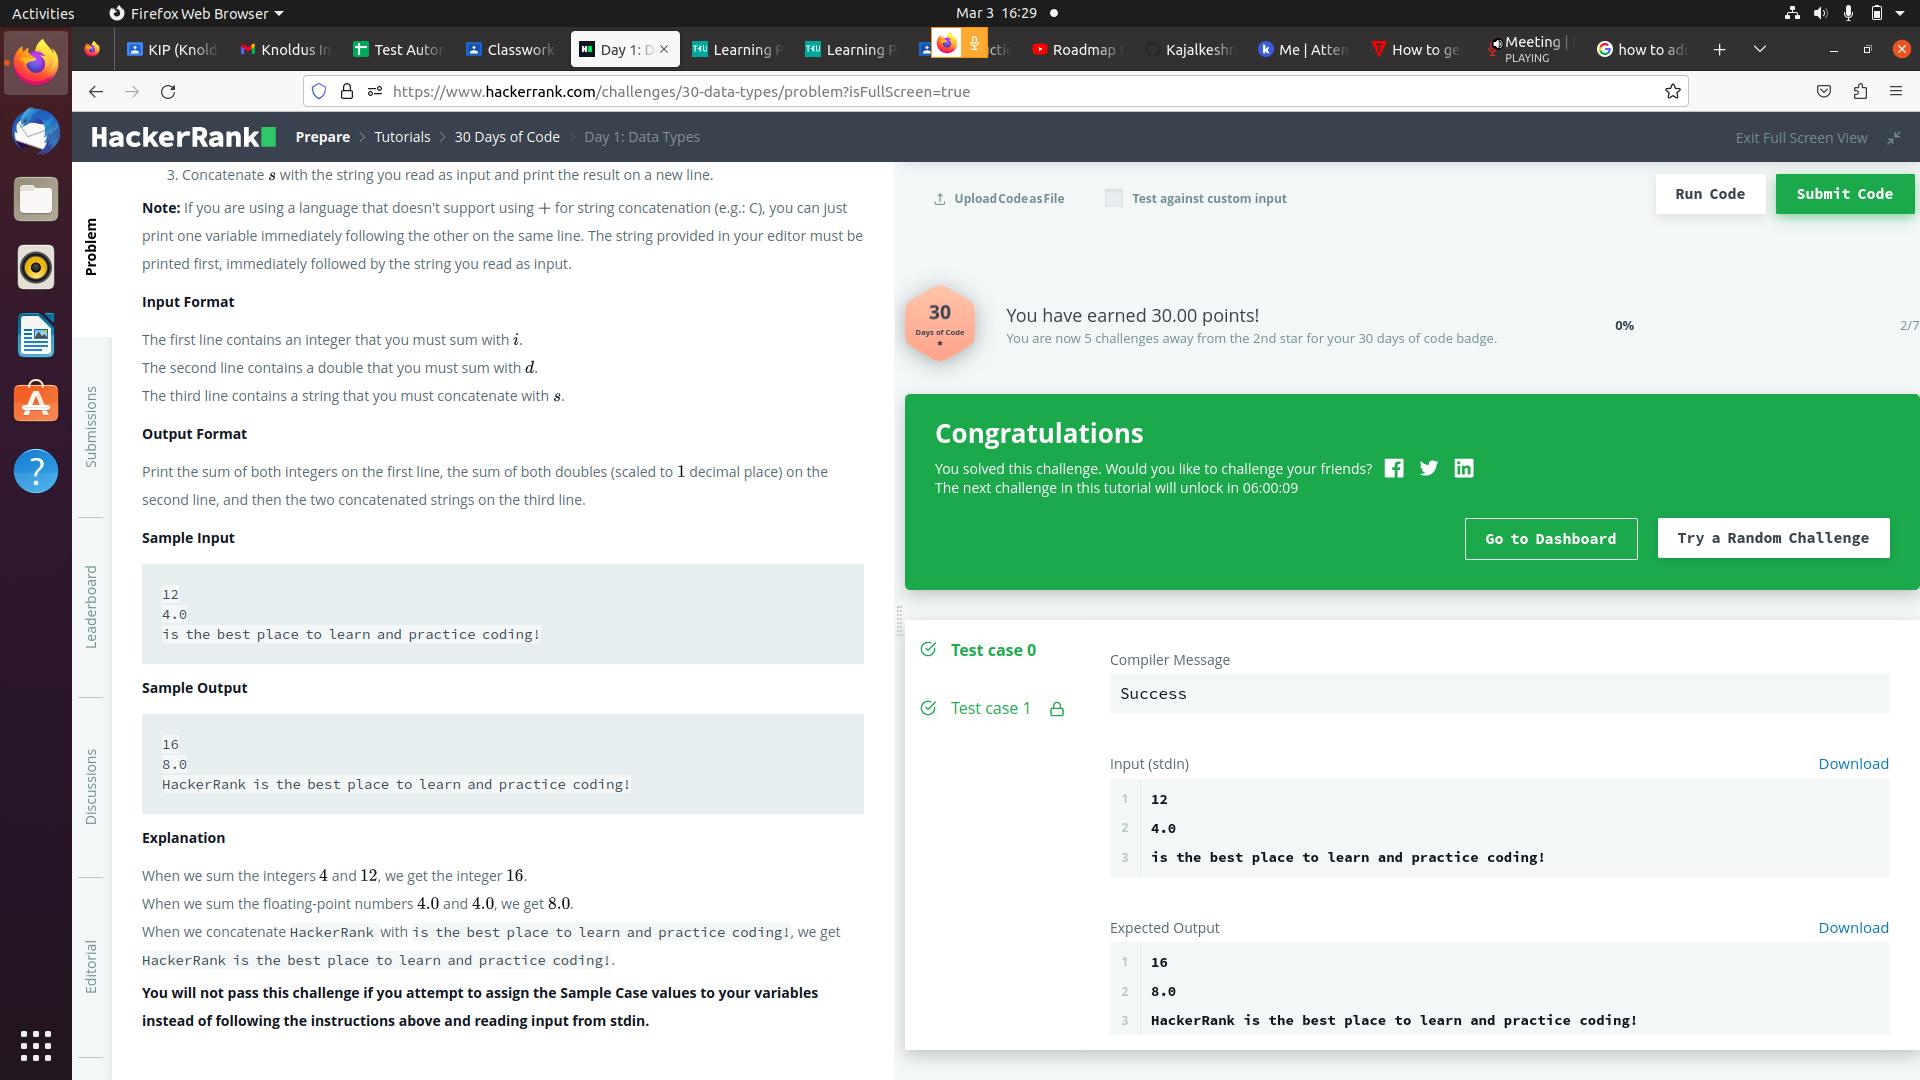 Activities
Firefox Web Browser
Mar 3 16:29
KIP (Knol
Knoldus In
Test Autor
Classwork
Day 1: D
Learning P
Learning P
Roadmap
Kajalkeshr
Me | Atten
How to ge
Meeting |
PLAYING
how to ad
https://www.hackerrank.com/challenges/30-data-types/problem?isFullScreen=true
HackerRank
Prepare > Tutorials > 30 Days of Code > Day 1: Data Types
Exit Full Screen View
Problem
Submissions
Leaderboard
Discussions
Editorial
3. Concatenate s with the string you read as input and print the result on a new line.
Note: If you are using a language that doesn't support using + for string concatenation (e.g.: C), you can just
print one variable immediately following the other on the same line. The string provided in your editor must be
printed first, immediately followed by the string you read as input.
Input Format
The first line contains an integer that you must sum with i.
The second line contains a double that you must sum with d.
The third line contains a string that you must concatenate with s.
Output Format
Print the sum of both integers on the first line, the sum of both doubles (scaled to 1 decimal place) on the
second line, and then the two concatenated strings on the third line.
Sample Input
12
4.0
is the best place to learn and practice coding!
Sample Output
16
8.0
HackerRank is the best place to learn and practice coding!
Explanation
When we sum the integers 4 and 12, we get the integer 16.
When we sum the floating-point numbers 4.0 and 4.0, we get 8.0.
When we concatenate HackerRank with is the best place to learn and practice coding!, we get
HackerRank is the best place to learn and practice coding!.
You will not pass this challenge if you attempt to assign the Sample Case values to your variables
instead of following the instructions above and reading input from stdin.
Upload Code as File
Test against custom input
Run Code
Submit Code
30
Days of Code
You have earned 30.00 points!
You are now 5 challenges away from the 2nd star for your 30 days of code badge.
0%
2/7
Congratulations
You solved this challenge. Would you like to challenge your friends?
The next challenge in this tutorial will unlock in 06:00:09
Go to Dashboard
Try a Random Challenge
Test case 0
Test case 1
Compiler Message
Success
Input (stdin)
Download
1 12
2 4.0
3 is the best place to learn and practice coding!
Expected Output
Download
1 16
2 8.0
3 HackerRank is the best place to learn and practice coding!